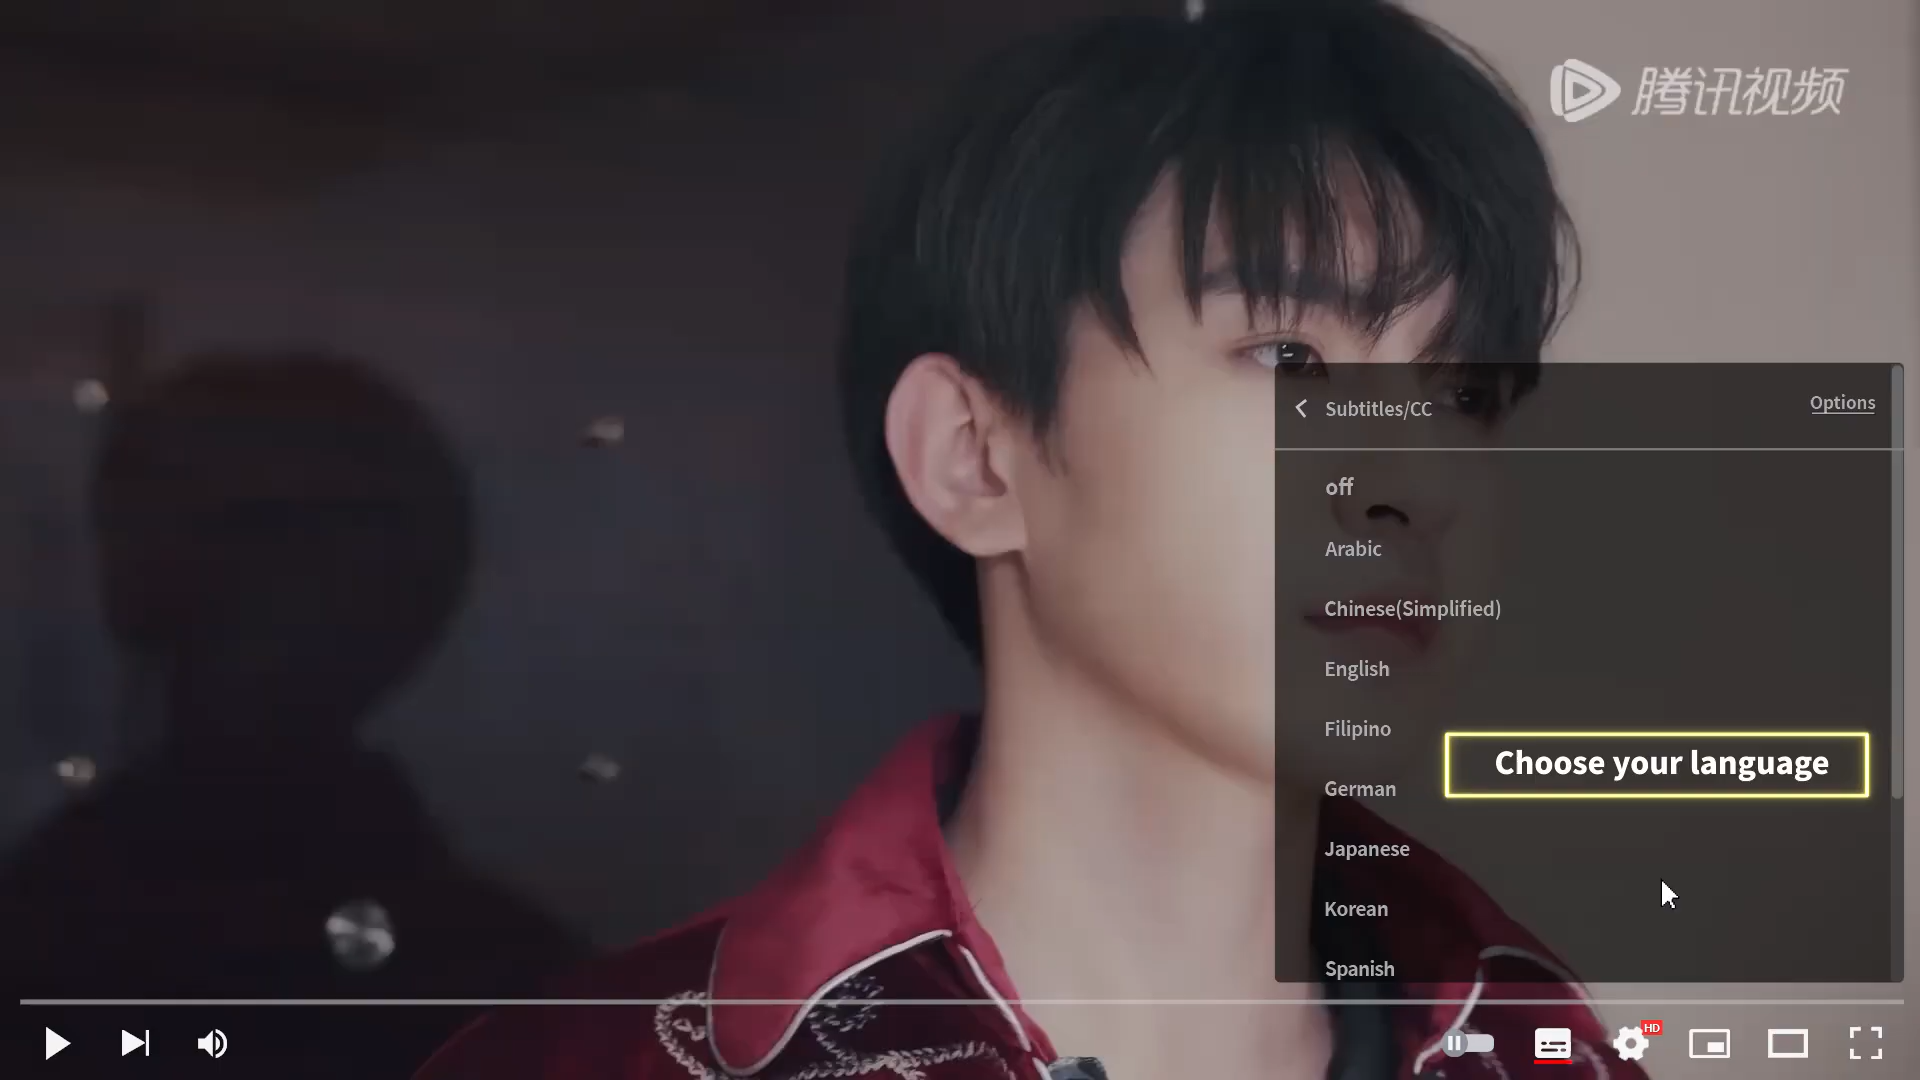 腾讯视频
Subtitles/CC
Options
off
Arabic
Chinese(Simplified)
English
Filipino
Choose your language
German
Japanese
Korean
Spanish
HD